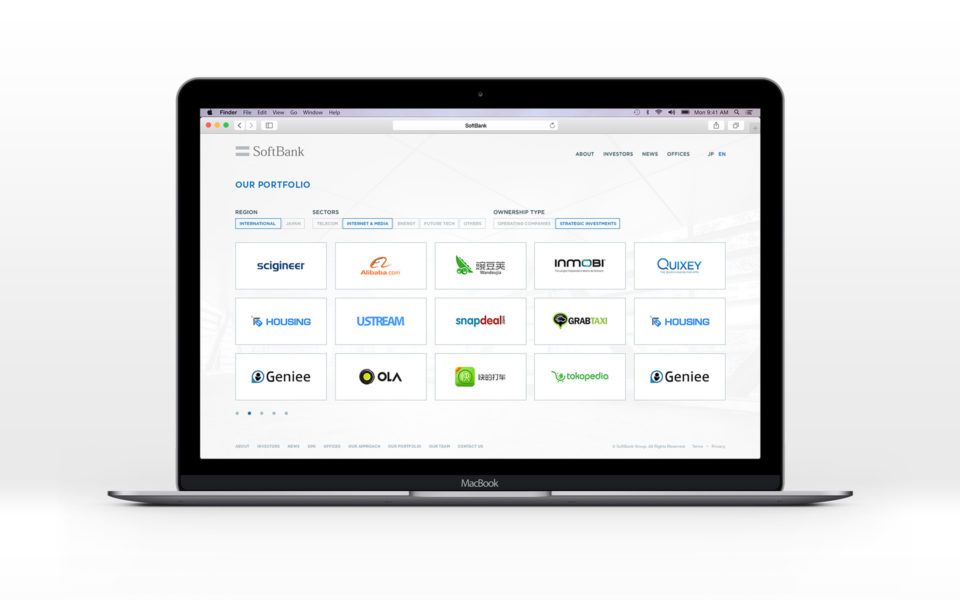 Finder File Edit View Go Window Help Mon 9:41 AM
SoftBank
SoftBank
ABOUT INVESTORS NEWS OFFICES JP EN
OUR PORTFOLIO
REGION SECTORS OWNERSHIP TYPE
INTERNATIONAL JAPAN TELECOM INTERNET & MEDIA ENERGY FUTURE TECH OTHERS OPERATING COMPANIES STRATEGIC INVESTMENTS
scigineer Alibaba.com 豌豆荚 Wandoujia INMOBI QUIXEY
HOUSING USTREAM snapdeal GRABTAXI HOUSING
Geniee OLA 快 快的打车 tokopedia Geniee
ABOUT INVESTORS NEWS OFFICES OUR APPROACH OUR PORTFOLIO OUR TEAM CONTACT US © SoftBank Group. All Rights Reserved. Terms Privacy
MacBook